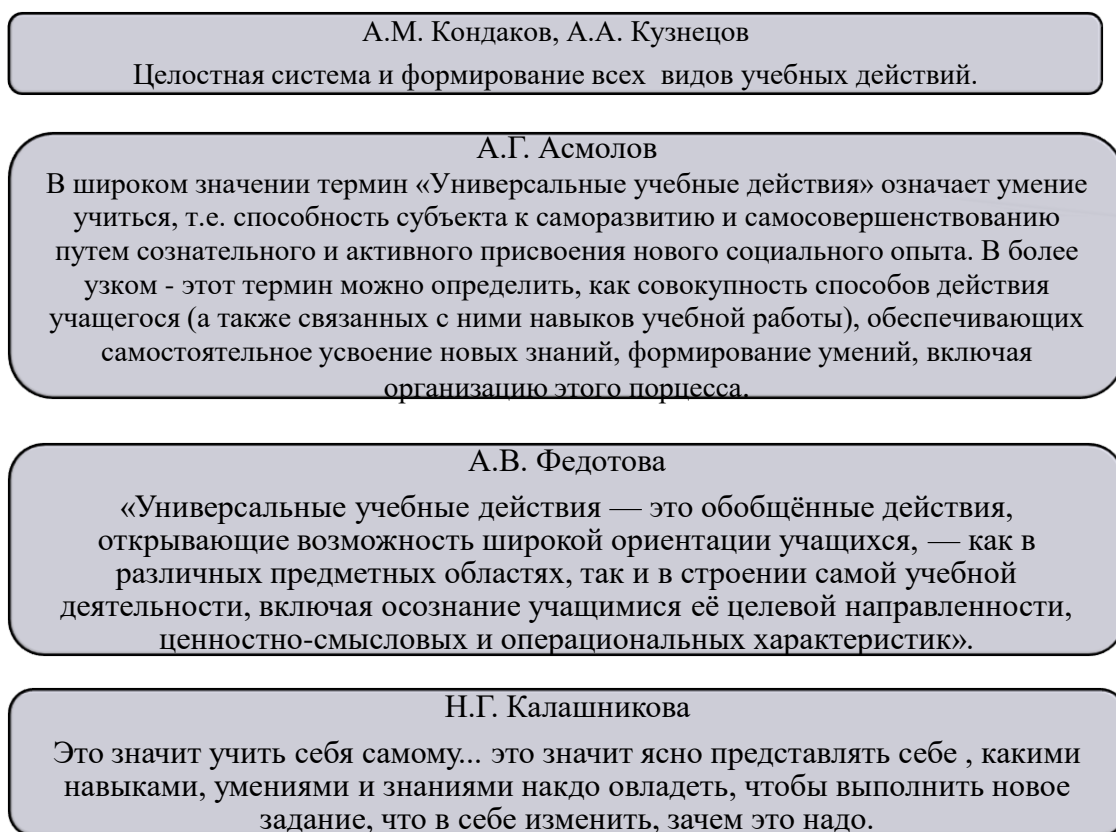 А.М. Кондаков, А.А. Кузнецов
Целостная система и формирование всех  видов учебных действий.
А.Г. Асмолов
В широком значении термин «Универсальные учебные действия» означает умение
учиться, т.е. способность субъекта к саморазвитию и самосовершенствованию
путем сознательного и активного присвоения нового социального опыта. В более
узком - этот термин можно определить, как совокупность способов действия
учащегося (а также связанных с ними навыков учебной работы), обеспечивающих
самостоятельное усвоение новых знаний, формирование умений, включая
организацию этого порцесса.
А.В. Федотова
«Универсальные учебные действия — это обобщённые действия,
открывающие возможность широкой ориентации учащихся, — как в
различных предметных областях, так и в строении самой учебной
деятельности, включая осознание учащимися её целевой направленности,
ценностно-смысловых и операциональных характеристик».
Н.Г. Калашникова
Это значит учить себя самому... это значит ясно представлять себе , какими
навыками, умениями и знаниями накдо овладеть, чтобы выполнить новое
задание, что в себе изменить, зачем это надо.